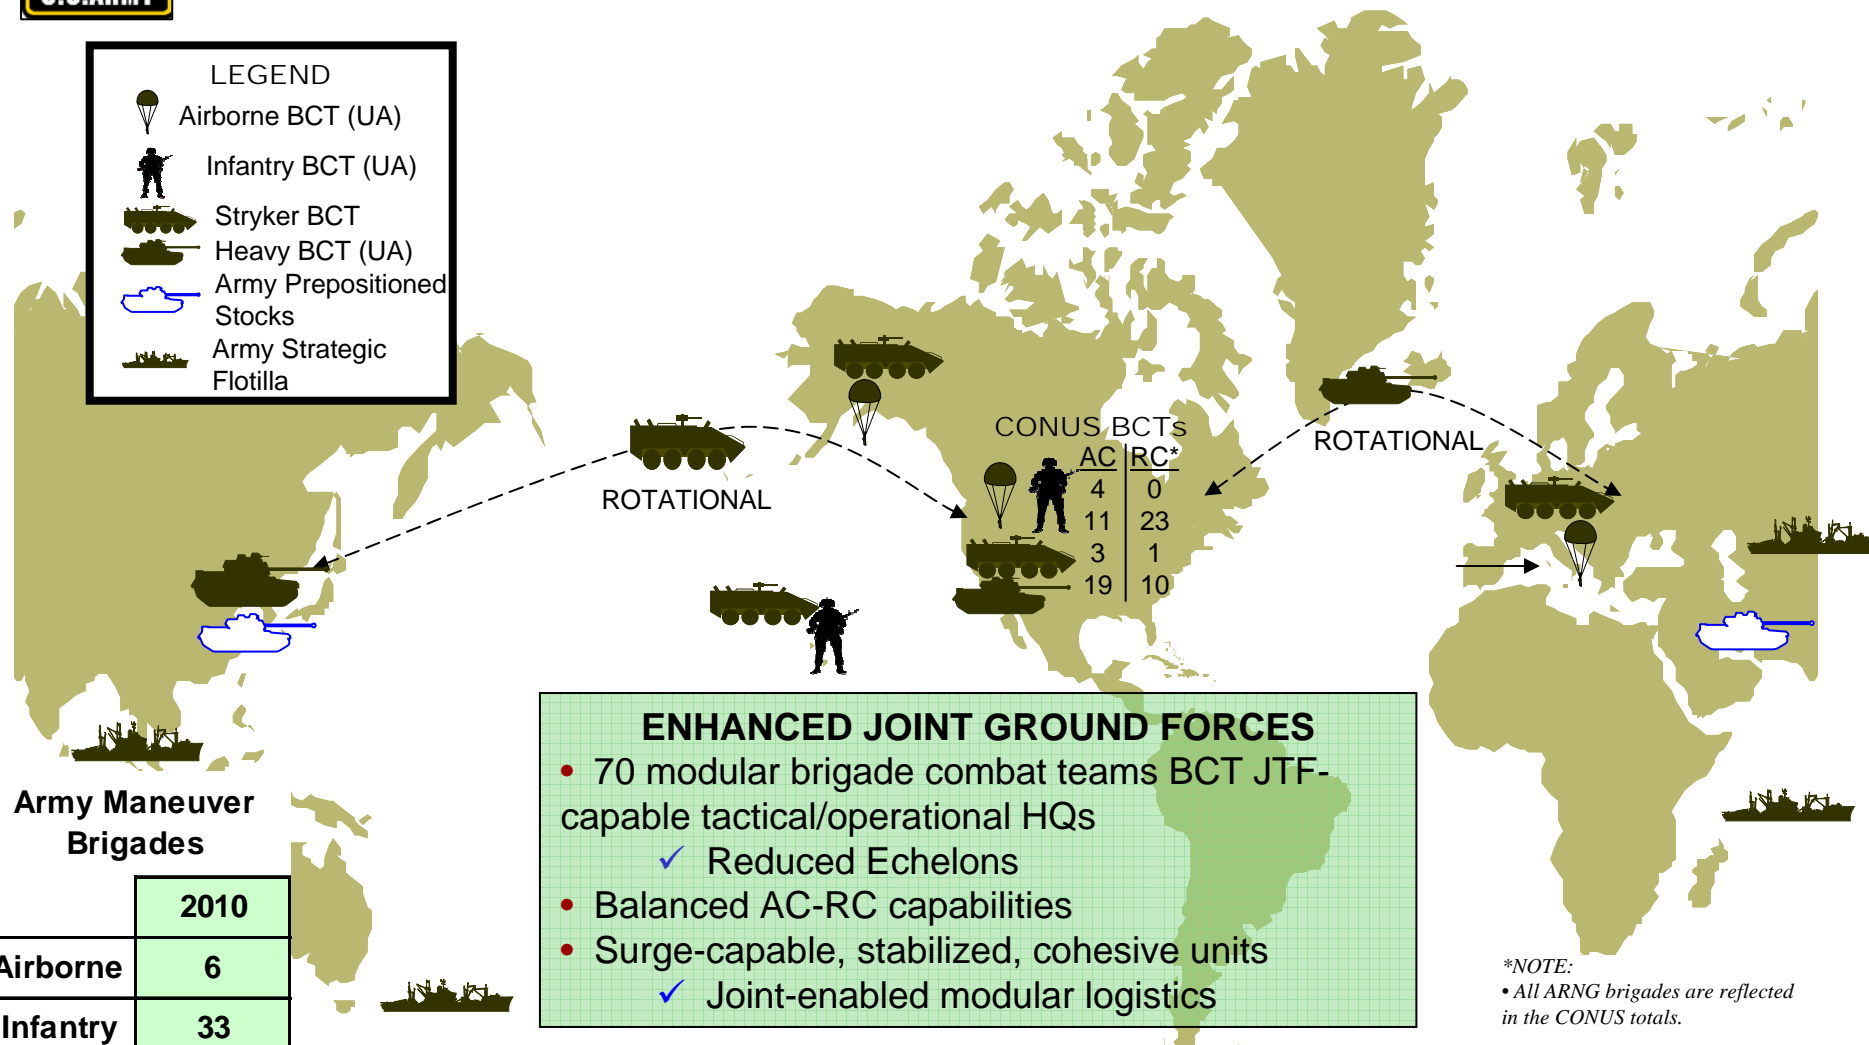 U.S.ARMY
LEGEND
Airborne BCT (UA)
Infantry BCT (UA)
Stryker BCT
Heavy BCT (UA)
Army Prepositioned
Stocks
Army Strategic
Flotilla
ROTATIONAL
CONUS BCTs
AC RC*
4 0
11 23
3 1
19 10
ROTATIONAL
ENHANCED JOINT GROUND FORCES
• 70 modular brigade combat teams BCT JTF-
capable tactical/operational HQs
✓ Reduced Echelons
• Balanced AC-RC capabilities
• Surge-capable, stabilized, cohesive units
✓ Joint-enabled modular logistics
Army Maneuver
Brigades
2010
Airborne 6
Infantry 33
*NOTE:
• All ARNG brigades are reflected
in the CONUS totals.